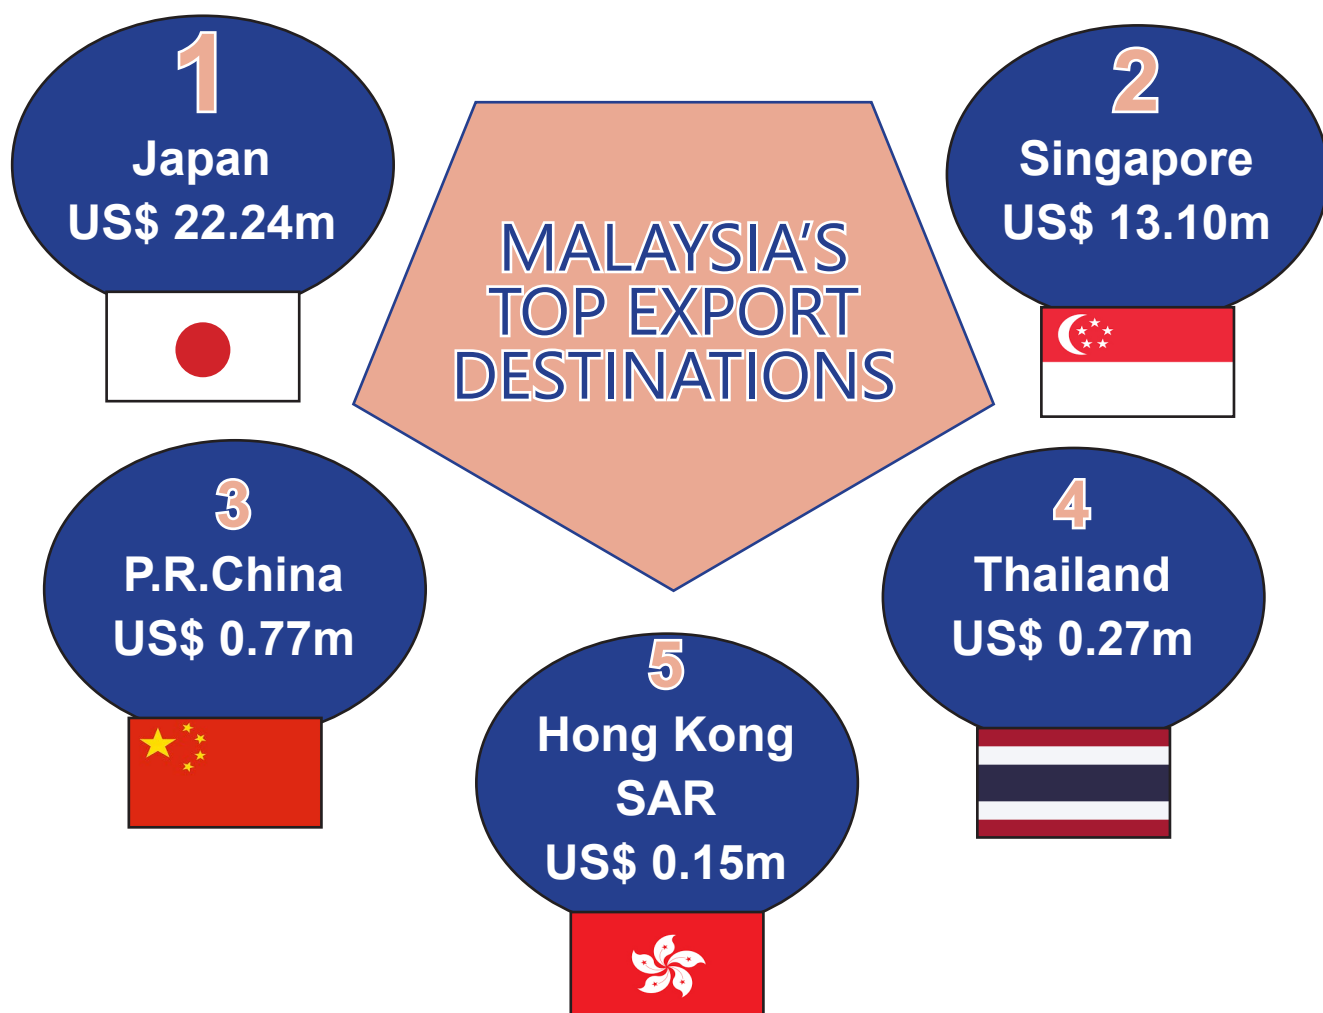 MALAYSIA'S
TOP EXPORT
DESTINATIONS
1
Japan
US$ 22.24m
2
Singapore
US$ 13.10m
3
P.R.China
US$ 0.77m
4
Thailand
US$ 0.27m
5
Hong Kong
SAR
US$ 0.15m